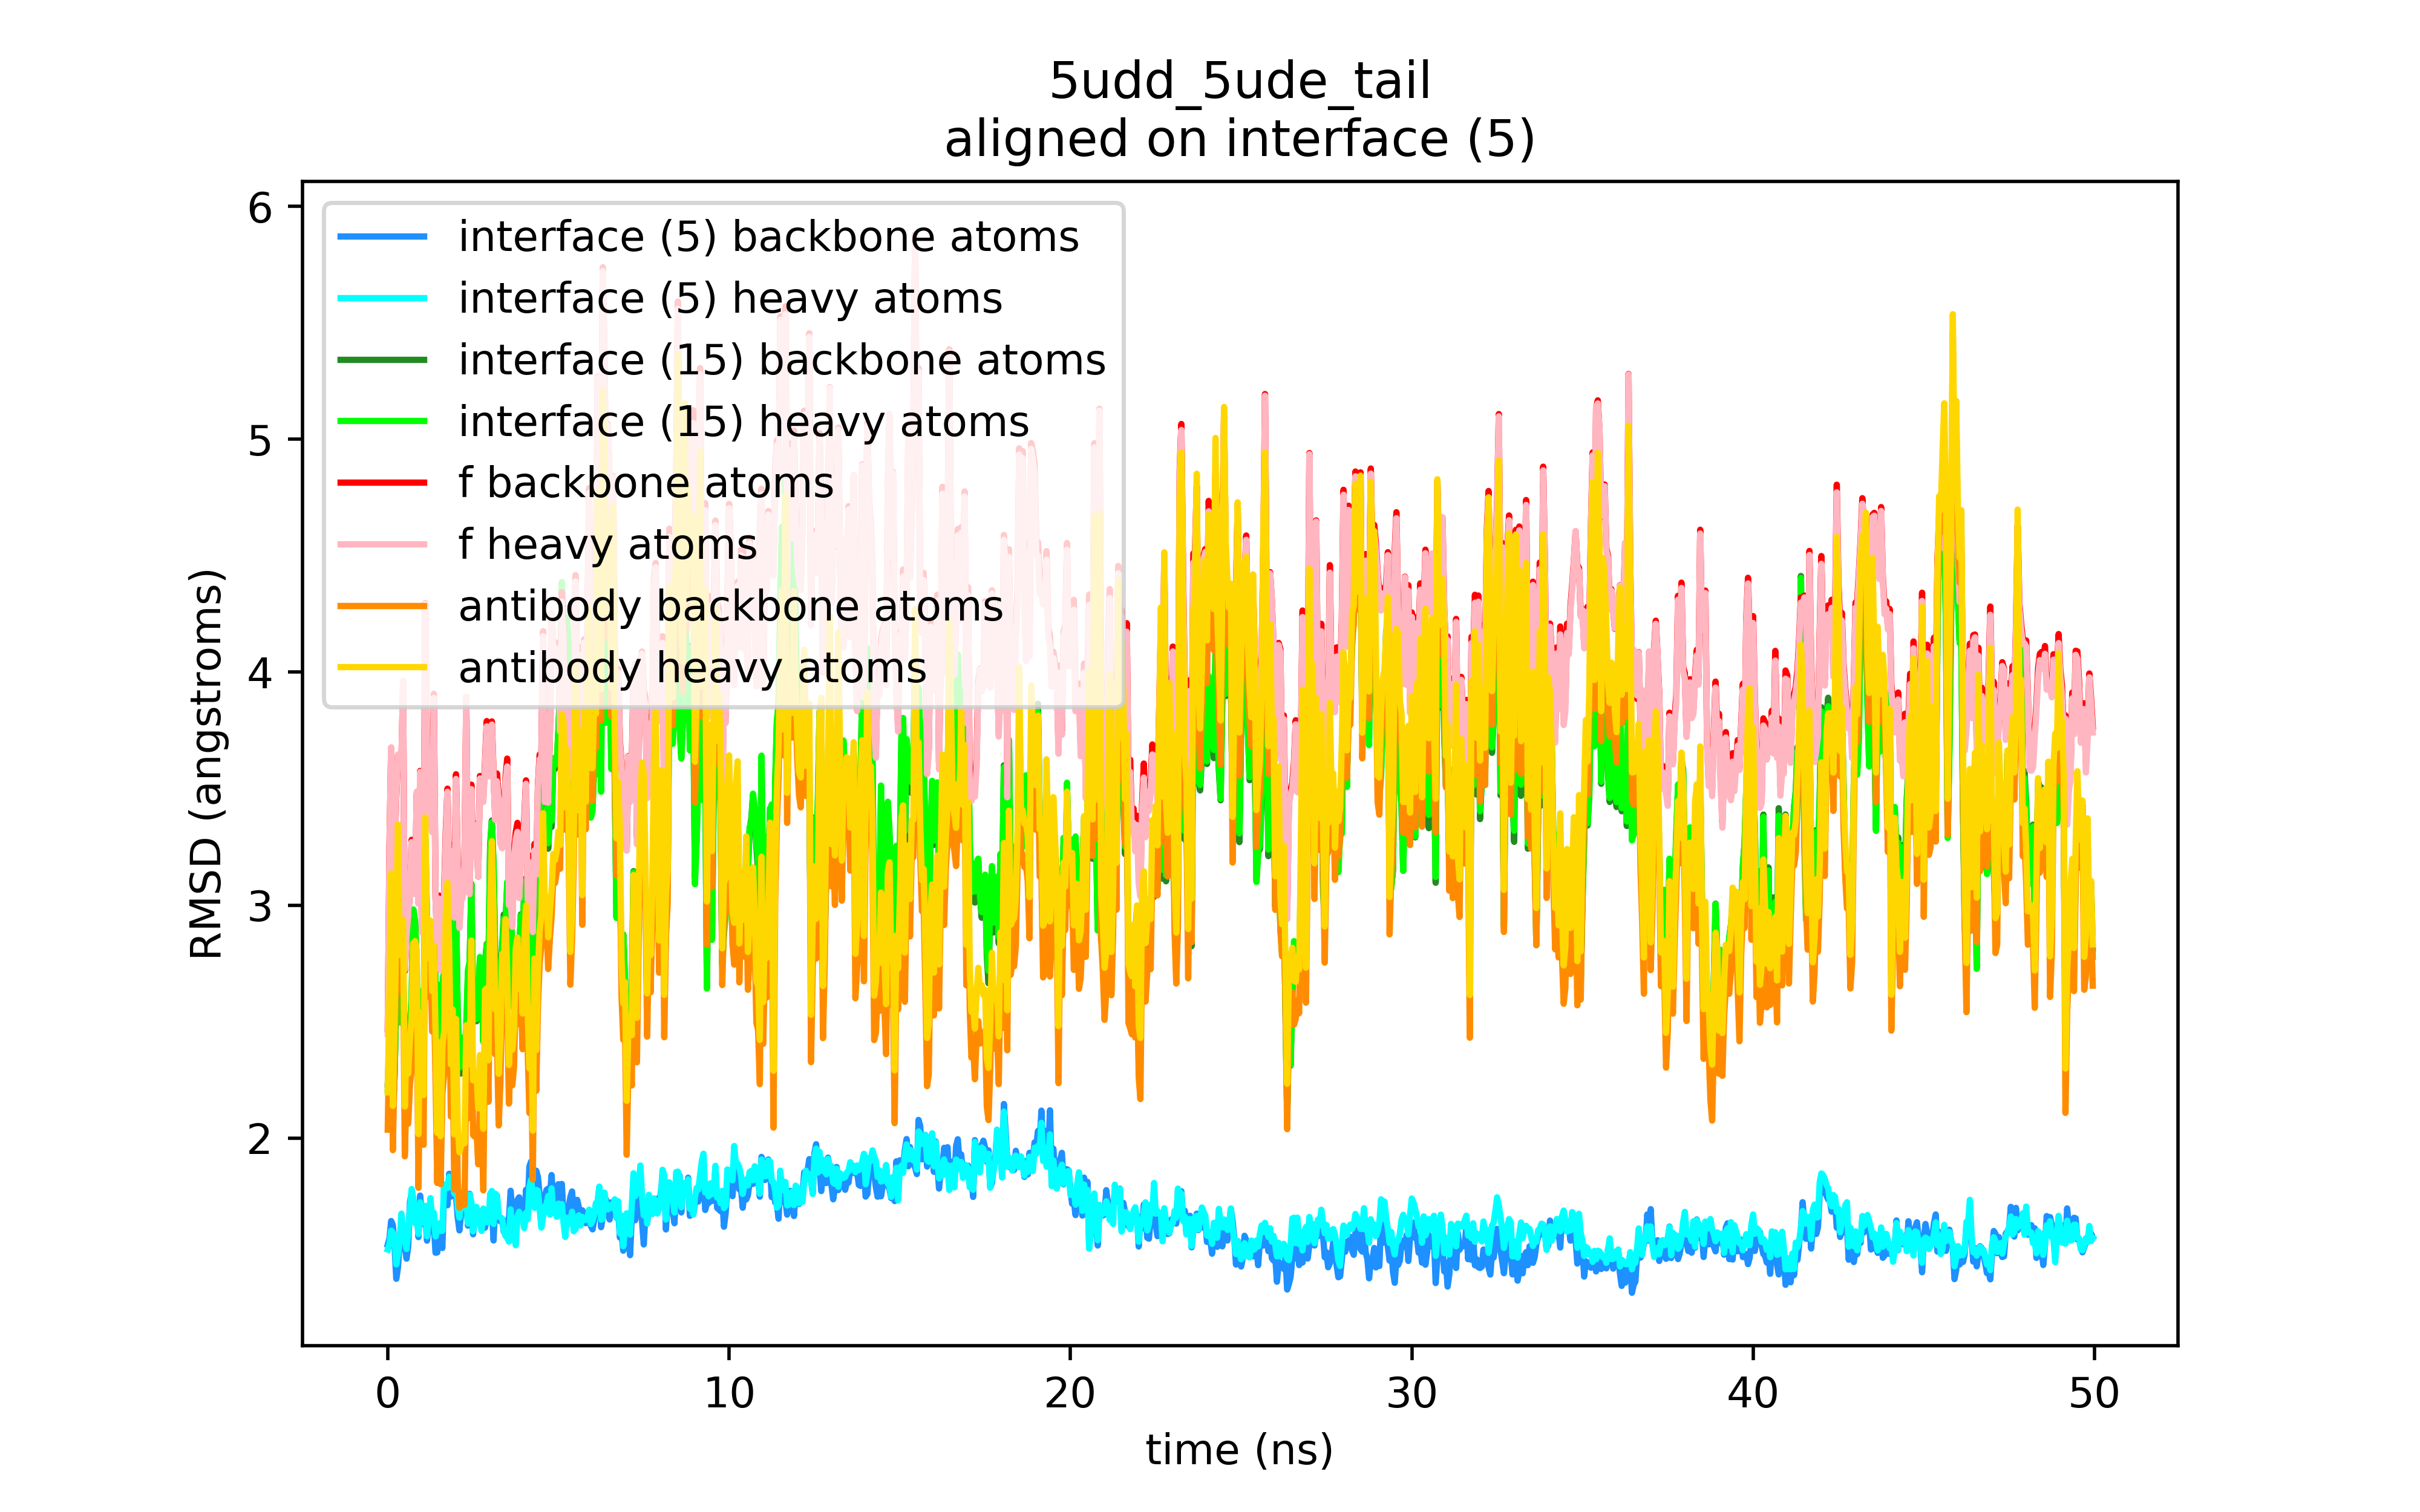 5udd_5ude_tail
aligned on interface (5)
interface (5) backbone atoms
interface (5) heavy atoms
interface (15) backbone atoms
interface (15) heavy atoms
f backbone atoms
f heavy atoms
antibody backbone atoms
antibody heavy atoms
RMSD (angstroms)
6
5
4
3
2
0 10 20 30 40 50
time (ns)